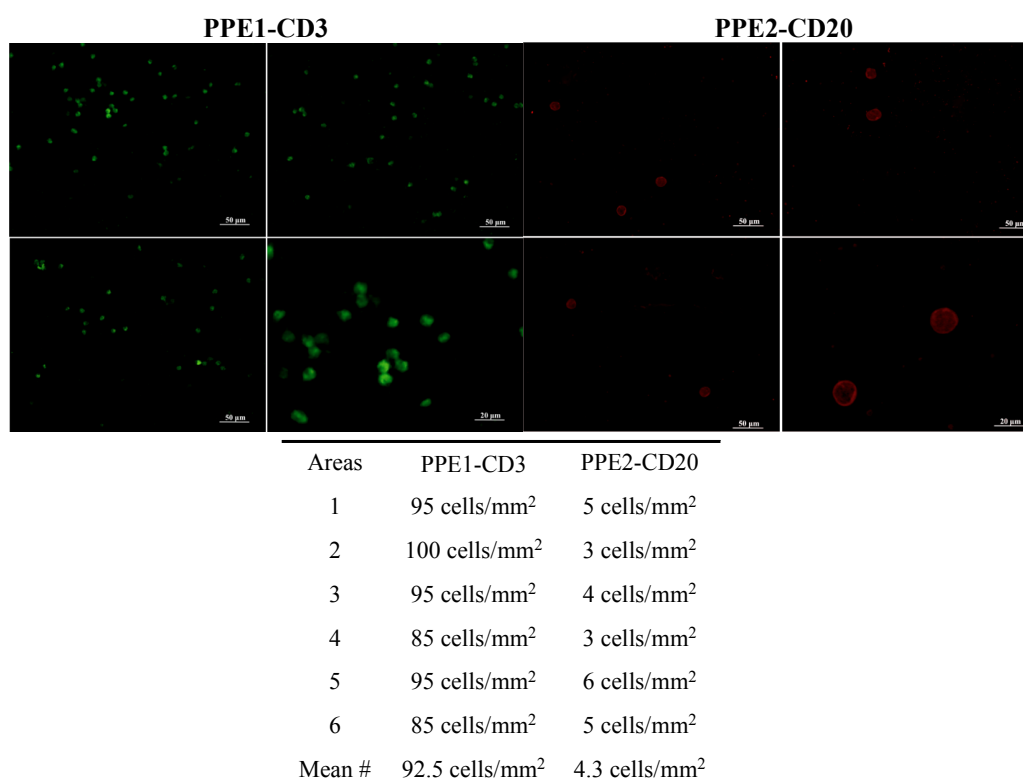 PPE1-CD3 PPE2-CD20
50 µm 50 µm 50 µm 50 µm
50 µm 20 µm 50 µm 20 µm
Areas PPE1-CD3 PPE2-CD20
1 95 cells/mm² 5 cells/mm²
2 100 cells/mm² 3 cells/mm²
3 95 cells/mm² 4 cells/mm²
4 85 cells/mm² 3 cells/mm²
5 95 cells/mm² 6 cells/mm²
6 85 cells/mm² 5 cells/mm²
Mean # 92.5 cells/mm² 4.3 cells/mm²